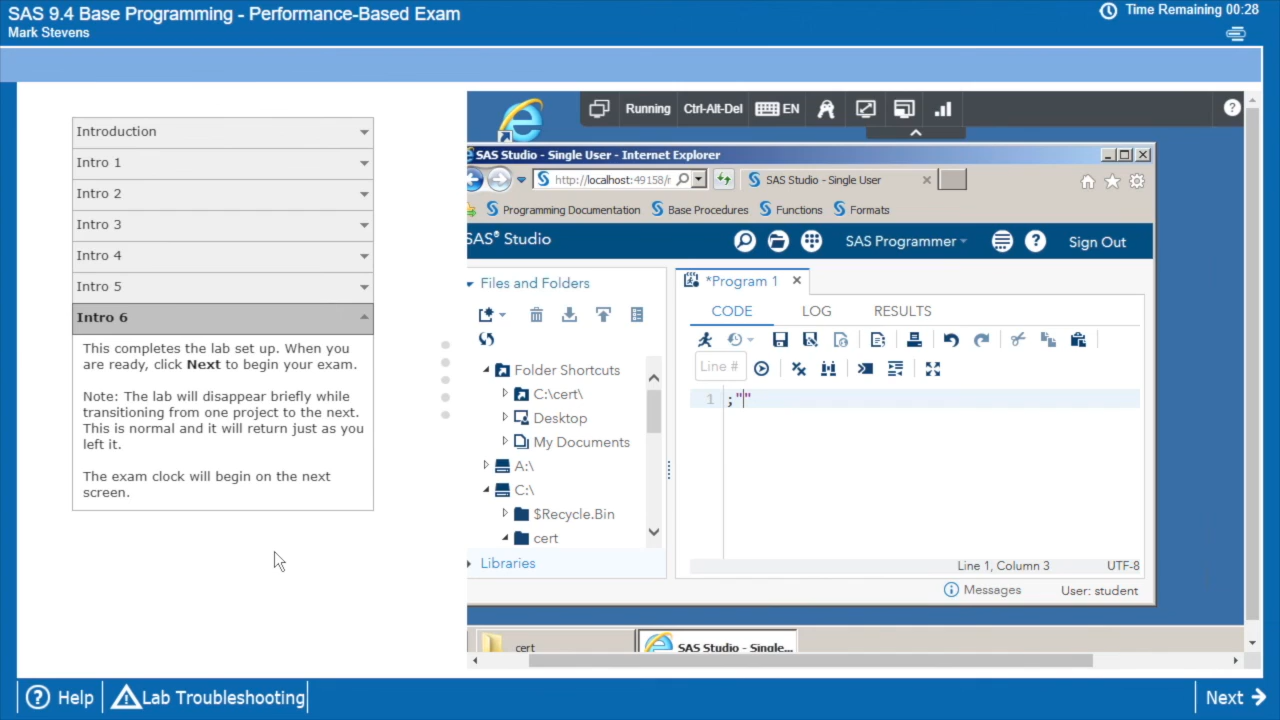 SAS 9.4 Base Programming - Performance-Based Exam
Mark Stevens
Time Remaining 00:28
Introduction
Intro 1
Intro 2
Intro 3
Intro 4
Intro 5
Intro 6
This completes the lab set up. When you
are ready, click Next to begin your exam.
Note: The lab will disappear briefly while
transitioning from one project to the next.
This is normal and it will return just as you
left it.
The exam clock will begin on the next
screen.
Running
Ctrl-Alt-Del
EN
SAS Studio - Single User - Internet Explorer
http://localhost:49158/
SAS Studio - Single User
Programming Documentation
Base Procedures
Functions
Formats
SAS® Studio
SAS Programmer
Sign Out
Files and Folders
Folder Shortcuts
C:\cert\
Desktop
My Documents
A:\
C:\
$Recycle.Bin
cert
Libraries
*Program 1
CODE
LOG
RESULTS
Line #
1
;""
Line 1, Column 3
UTF-8
Messages
User: student
cert
SAS Studio - Single...
Help
Lab Troubleshooting
Next